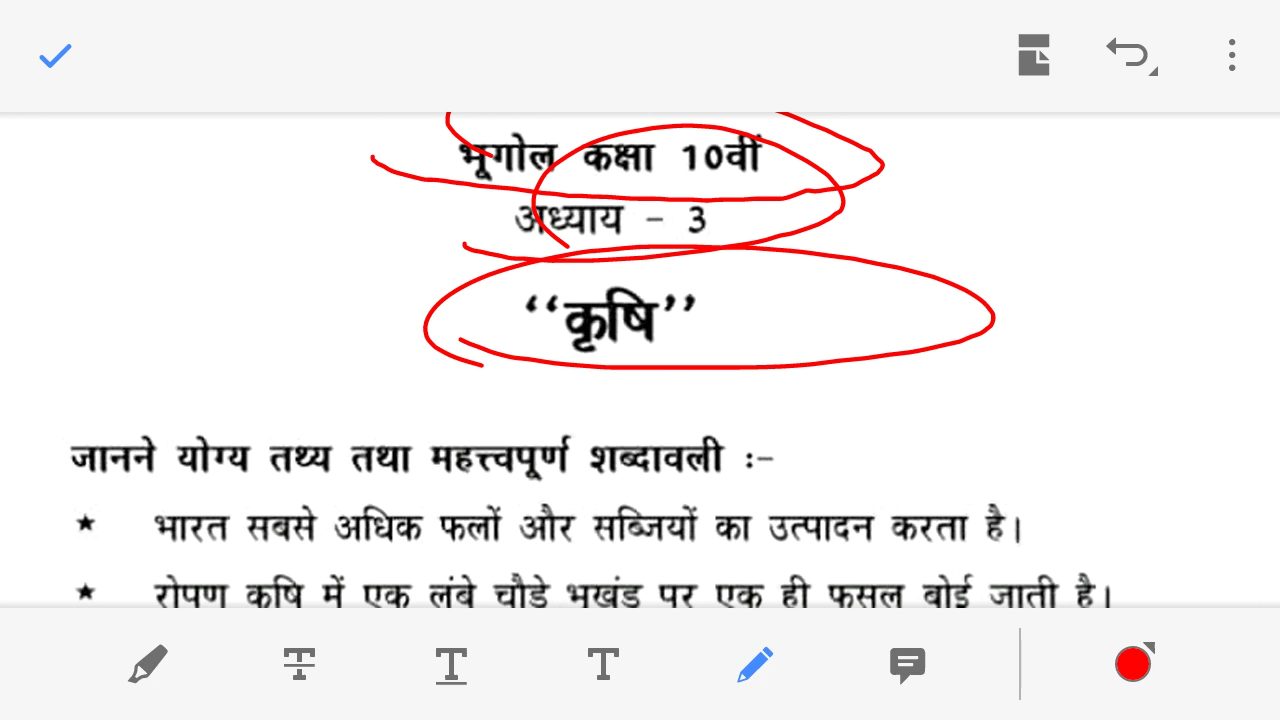 भूगोल कक्षा 10वीं
अध्याय – 3
‘‘कृषि’’
जानने योग्य तथ्य तथा महत्त्वपूर्ण शब्दावली :–
★ भारत सबसे अधिक फलों और सब्जियों का उत्पादन करता है।
★ रोपण कृषि में एक लंबे चौडे भूखंड पर एक ही फसल बोई जाती है।